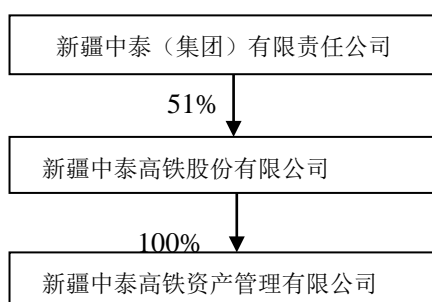 新疆中泰（集团）有限责任公司
51%
新疆中泰高铁股份有限公司
100%
新疆中泰高铁资产管理有限公司